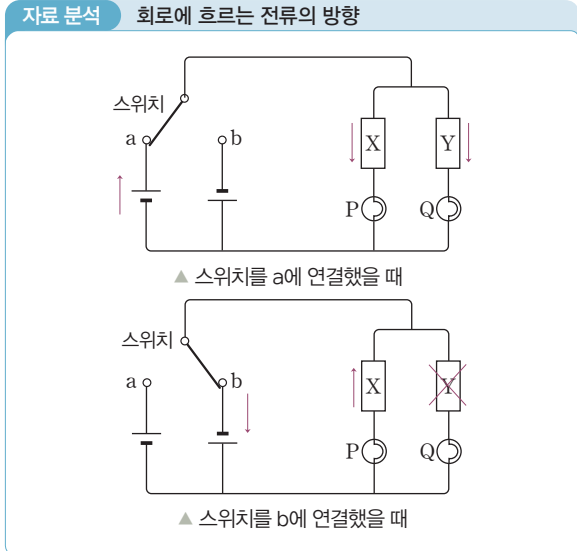 자료 분석 회로에 흐르는 전류의 방향
스위치
a b
X Y
P Q
▲ 스위치를 a에 연결했을 때
스위치
a b
X Y
P Q
▲ 스위치를 b에 연결했을 때